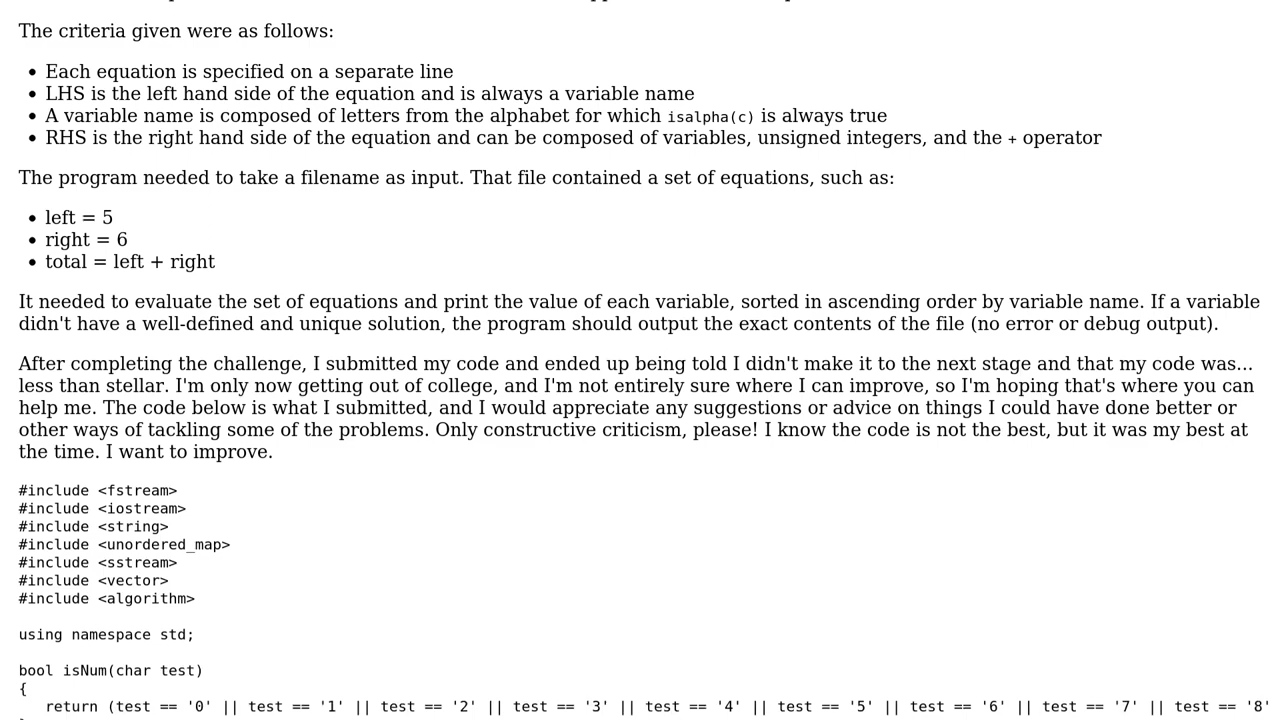 The criteria given were as follows:
• Each equation is specified on a separate line
• LHS is the left hand side of the equation and is always a variable name
• A variable name is composed of letters from the alphabet for which isalpha(c) is always true
• RHS is the right hand side of the equation and can be composed of variables, unsigned integers, and the + operator
The program needed to take a filename as input. That file contained a set of equations, such as:
• left = 5
• right = 6
• total = left + right
It needed to evaluate the set of equations and print the value of each variable, sorted in ascending order by variable name. If a variable
didn't have a well-defined and unique solution, the program should output the exact contents of the file (no error or debug output).
After completing the challenge, I submitted my code and ended up being told I didn't make it to the next stage and that my code was...
less than stellar. I'm only now getting out of college, and I'm not entirely sure where I can improve, so I'm hoping that's where you can
help me. The code below is what I submitted, and I would appreciate any suggestions or advice on things I could have done better or
other ways of tackling some of the problems. Only constructive criticism, please! I know the code is not the best, but it was my best at
the time. I want to improve.
#include <fstream>
#include <iostream>
#include <string>
#include <unordered_map>
#include <sstream>
#include <vector>
#include <algorithm>
using namespace std;
bool isNum(char test)
{
return (test == '0' || test == '1' || test == '2' || test == '3' || test == '4' || test == '5' || test == '6' || test == '7' || test == '8'